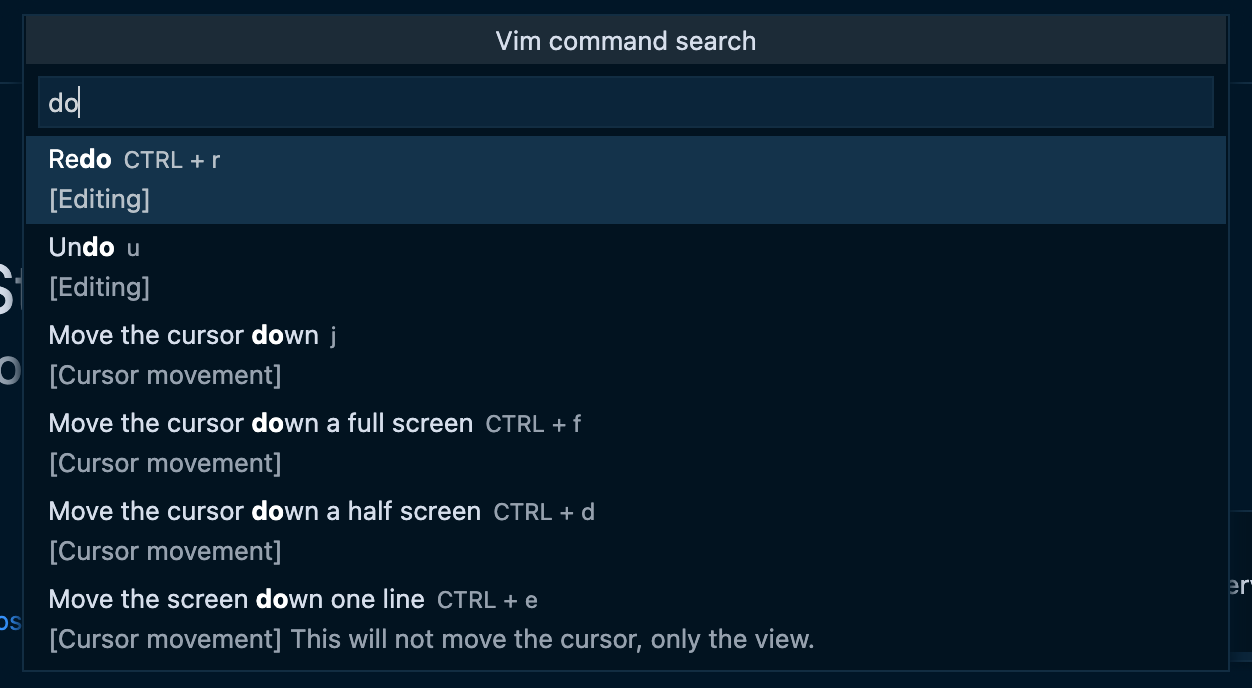 Vim command search
do
Redo CTRL + r
[Editing]
Undo u
[Editing]
Move the cursor down j
[Cursor movement]
Move the cursor down a full screen CTRL + f
[Cursor movement]
Move the cursor down a half screen CTRL + d
[Cursor movement]
Move the screen down one line CTRL + e
[Cursor movement] This will not move the cursor, only the view.